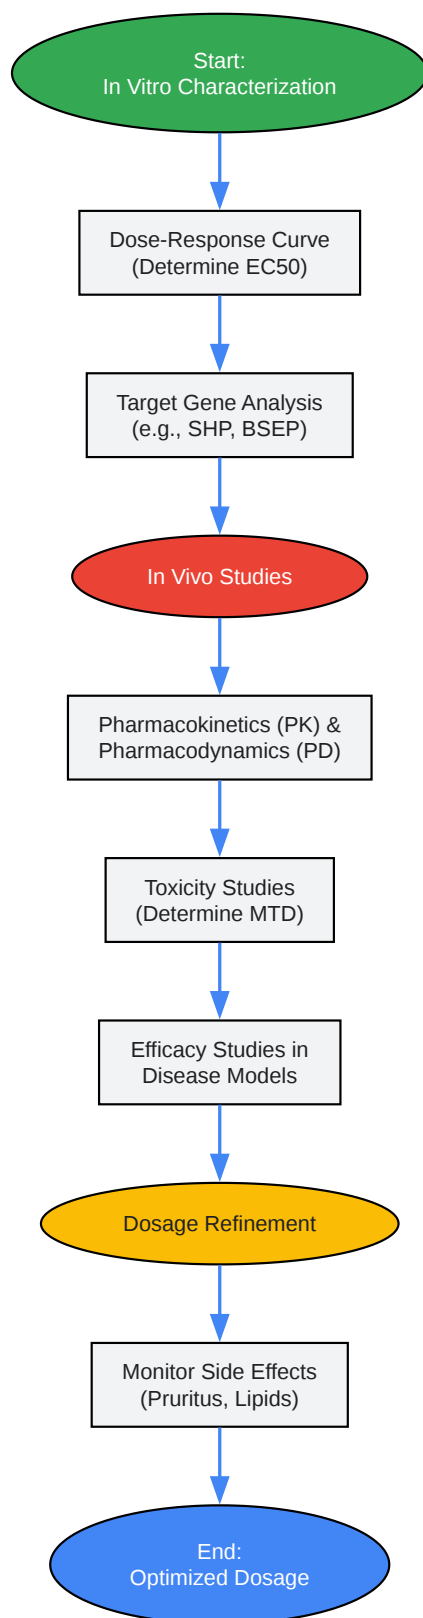 Start:
In Vitro Characterization
Dose-Response Curve
(Determine EC50)
Target Gene Analysis
(e.g., SHP, BSEP)
In Vivo Studies
Pharmacokinetics (PK) &
Pharmacodynamics (PD)
Toxicity Studies
(Determine MTD)
Efficacy Studies in
Disease Models
Dosage Refinement
Monitor Side Effects
(Pruritus, Lipids)
End:
Optimized Dosage